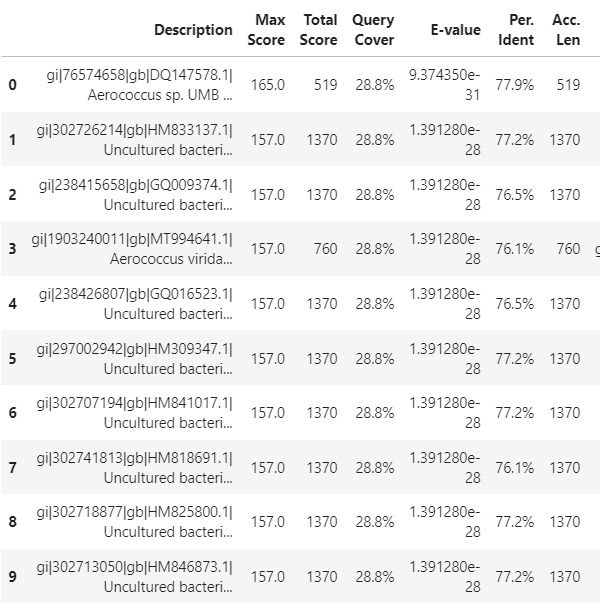 Description Max Score Total Score Query Cover E-value Per. Ident Acc. Len
0 gi|76574658|gb|DQ147578.1| Aerococcus sp. UMB ... 165.0 519 28.8% 9.374350e-31 77.9% 519
1 gi|302726214|gb|HM833137.1| Uncultured bacteri... 157.0 1370 28.8% 1.391280e-28 77.2% 1370
2 gi|238415658|gb|GQ009374.1| Uncultured bacteri... 157.0 1370 28.8% 1.391280e-28 76.5% 1370
3 gi|1903240011|gb|MT994641.1| Aerococcus virida... 157.0 760 28.8% 1.391280e-28 76.1% 760 g
4 gi|238426807|gb|GQ016523.1| Uncultured bacteri... 157.0 1370 28.8% 1.391280e-28 76.5% 1370
5 gi|297002942|gb|HM309347.1| Uncultured bacteri... 157.0 1370 28.8% 1.391280e-28 77.2% 1370
6 gi|302707194|gb|HM841017.1| Uncultured bacteri... 157.0 1370 28.8% 1.391280e-28 77.2% 1370
7 gi|302741813|gb|HM818691.1| Uncultured bacteri... 157.0 1370 28.8% 1.391280e-28 76.1% 1370
8 gi|302718877|gb|HM825800.1| Uncultured bacteri... 157.0 1370 28.8% 1.391280e-28 77.2% 1370
9 gi|302713050|gb|HM846873.1| Uncultured bacteri... 157.0 1370 28.8% 1.391280e-28 77.2% 1370